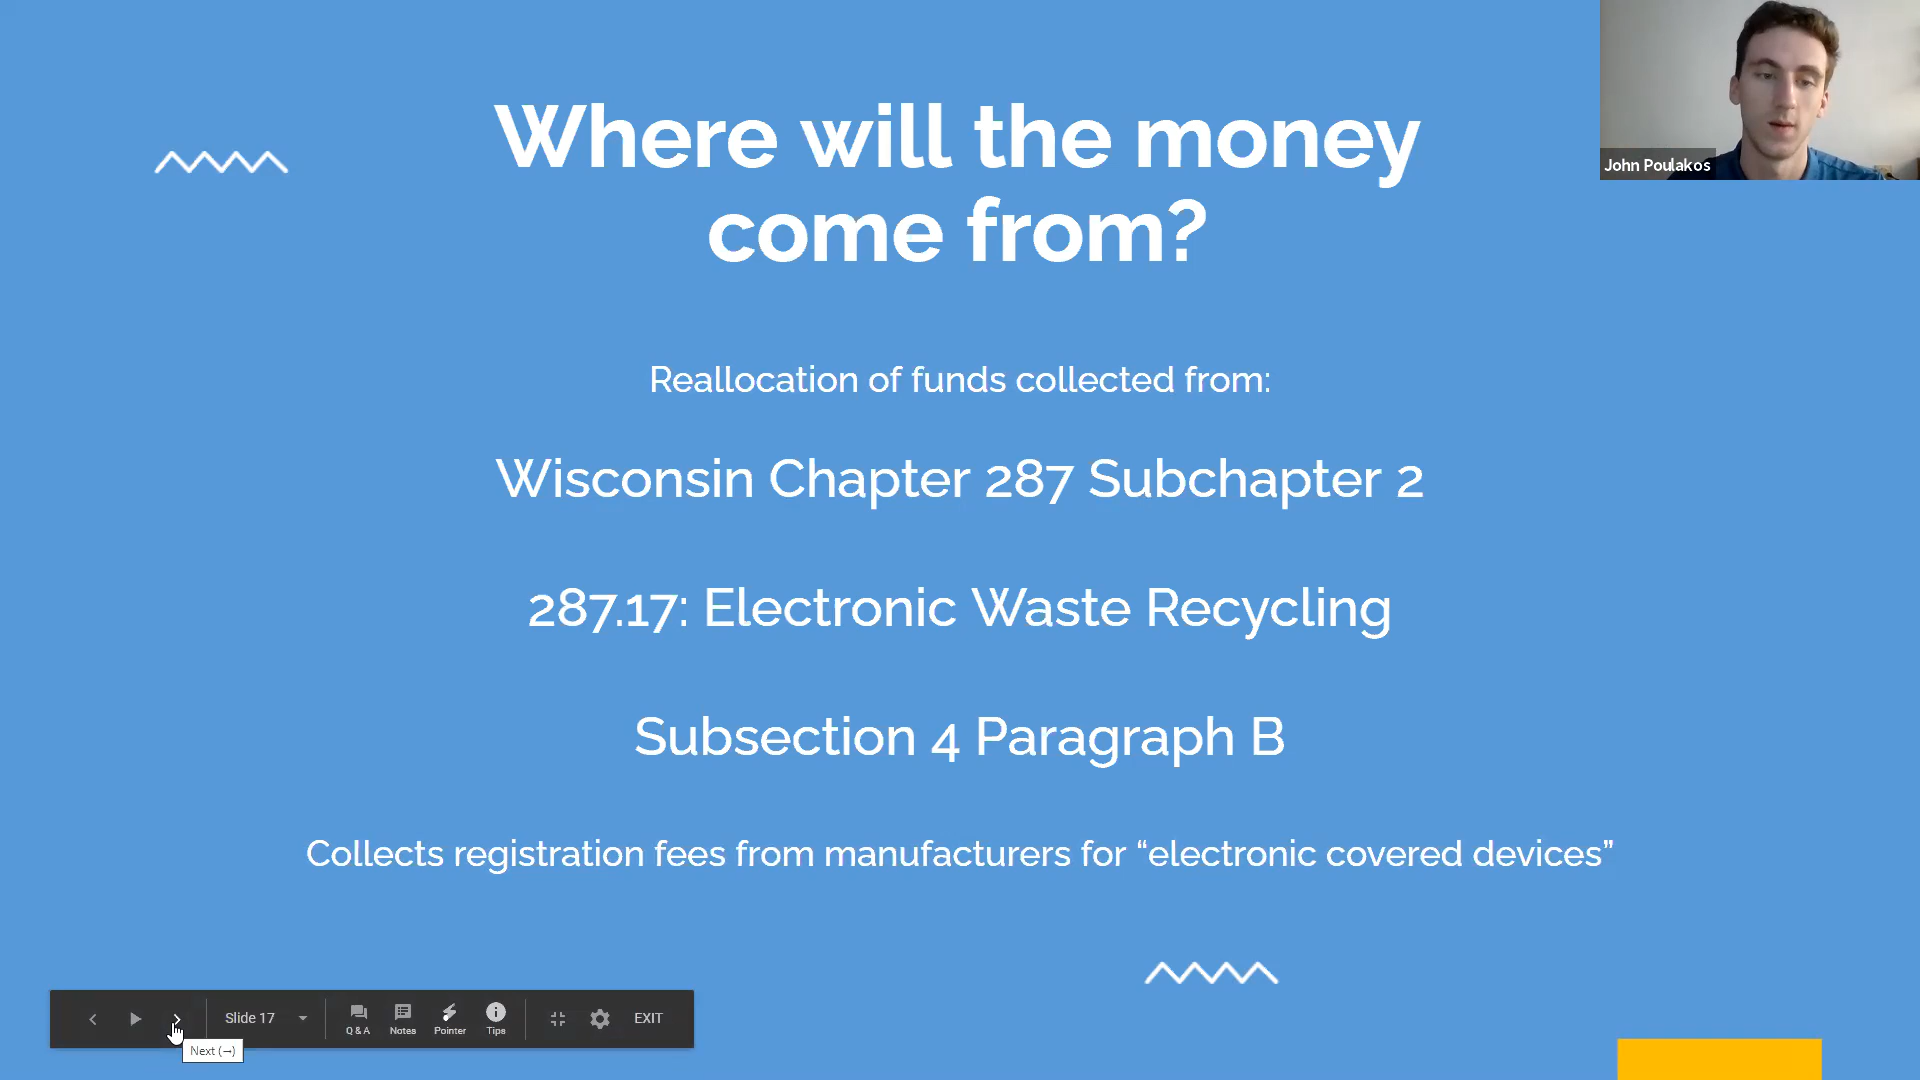 Where will the money
come from?
John Poulakos
Reallocation of funds collected from:
Wisconsin Chapter 287 Subchapter 2
287.17: Electronic Waste Recycling
Subsection 4 Paragraph B
Collects registration fees from manufacturers for “electronic covered devices”
Slide 17
Q & A
Notes
Pointer
Tips
EXIT
Next (→)